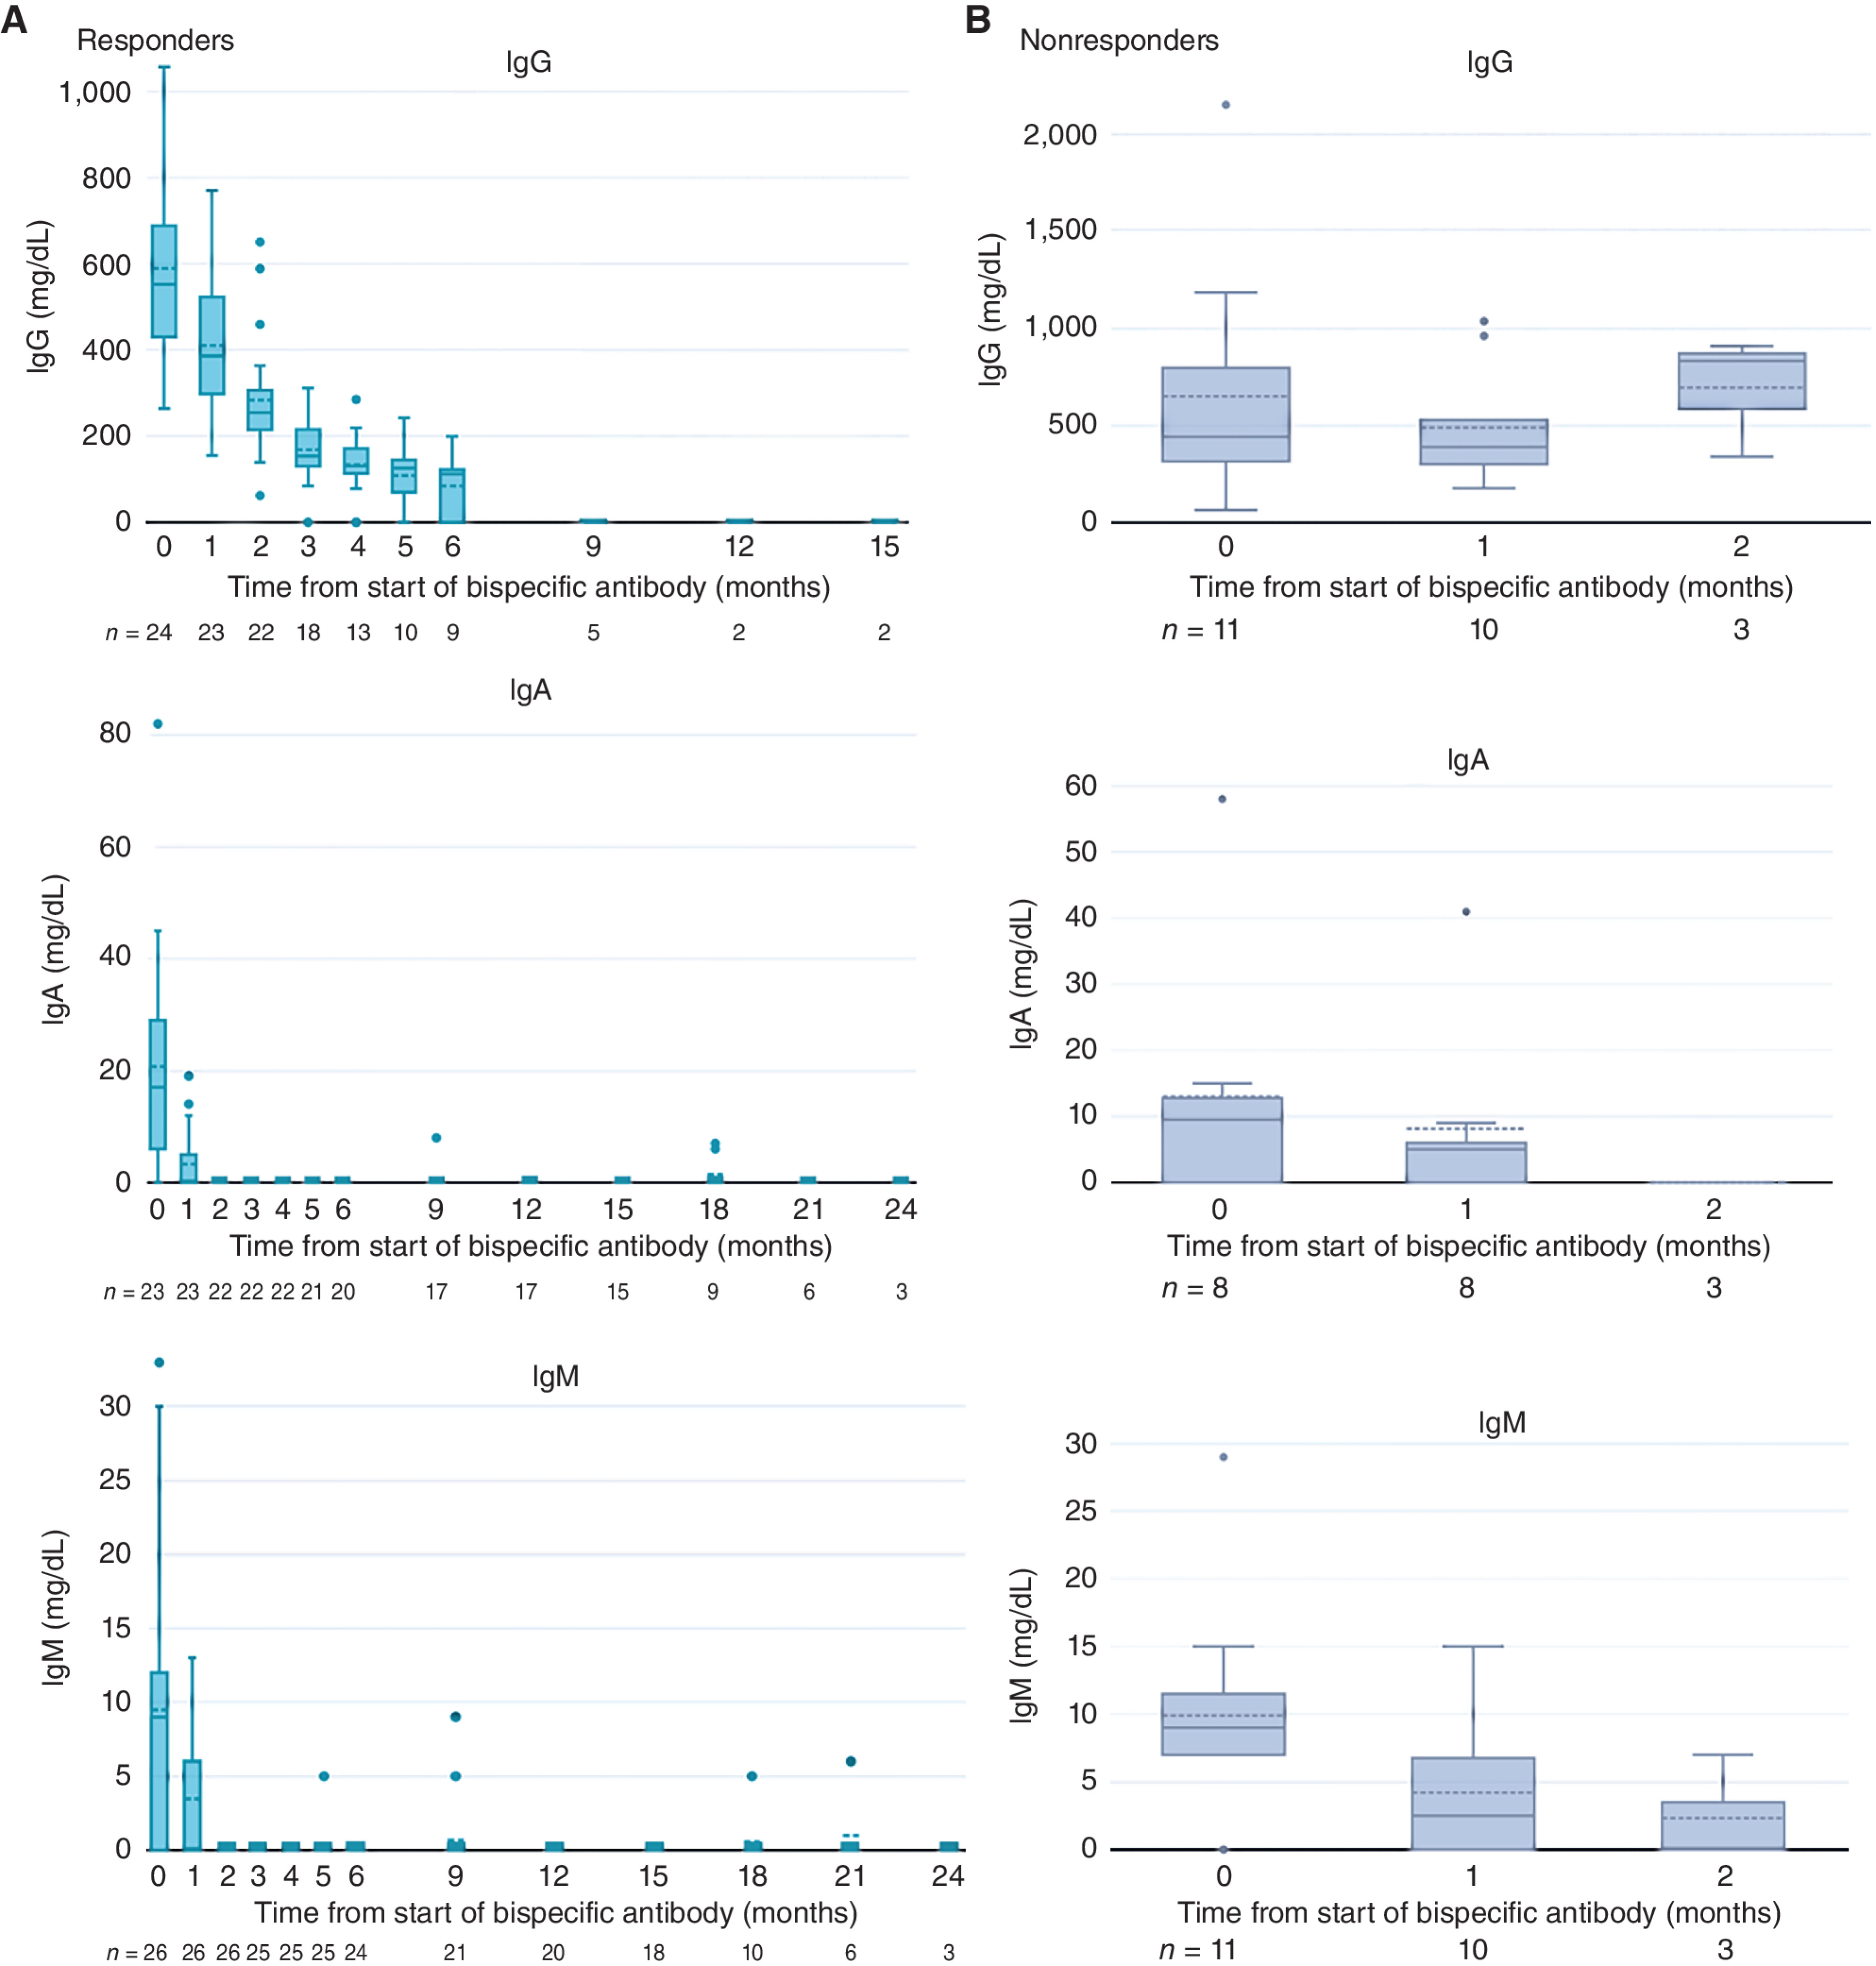 A
Responders
IgG
1,000
800
600
400
200
0
IgG (mg/dL)
0 1 2 3 4 5 6 9 12 15
Time from start of bispecific antibody (months)
n = 24 23 22 18 13 10 9 5 2 2
IgA
80
60
40
20
0
IgA (mg/dL)
0 1 2 3 4 5 6 9 12 15 18 21 24
Time from start of bispecific antibody (months)
n = 23 23 22 22 22 21 20 17 17 15 9 6 3
IgM
30
25
20
15
10
5
0
IgM (mg/dL)
0 1 2 3 4 5 6 9 12 15 18 21 24
Time from start of bispecific antibody (months)
n = 26 26 26 25 25 25 24 21 20 18 10 6 3
B
Nonresponders
IgG
2,000
1,500
1,000
500
0
IgG (mg/dL)
0 1 2
Time from start of bispecific antibody (months)
n = 11 10 3
IgA
60
50
40
30
20
10
0
IgA (mg/dL)
0 1 2
Time from start of bispecific antibody (months)
n = 8 8 3
IgM
30
25
20
15
10
5
0
IgM (mg/dL)
0 1 2
Time from start of bispecific antibody (months)
n = 11 10 3